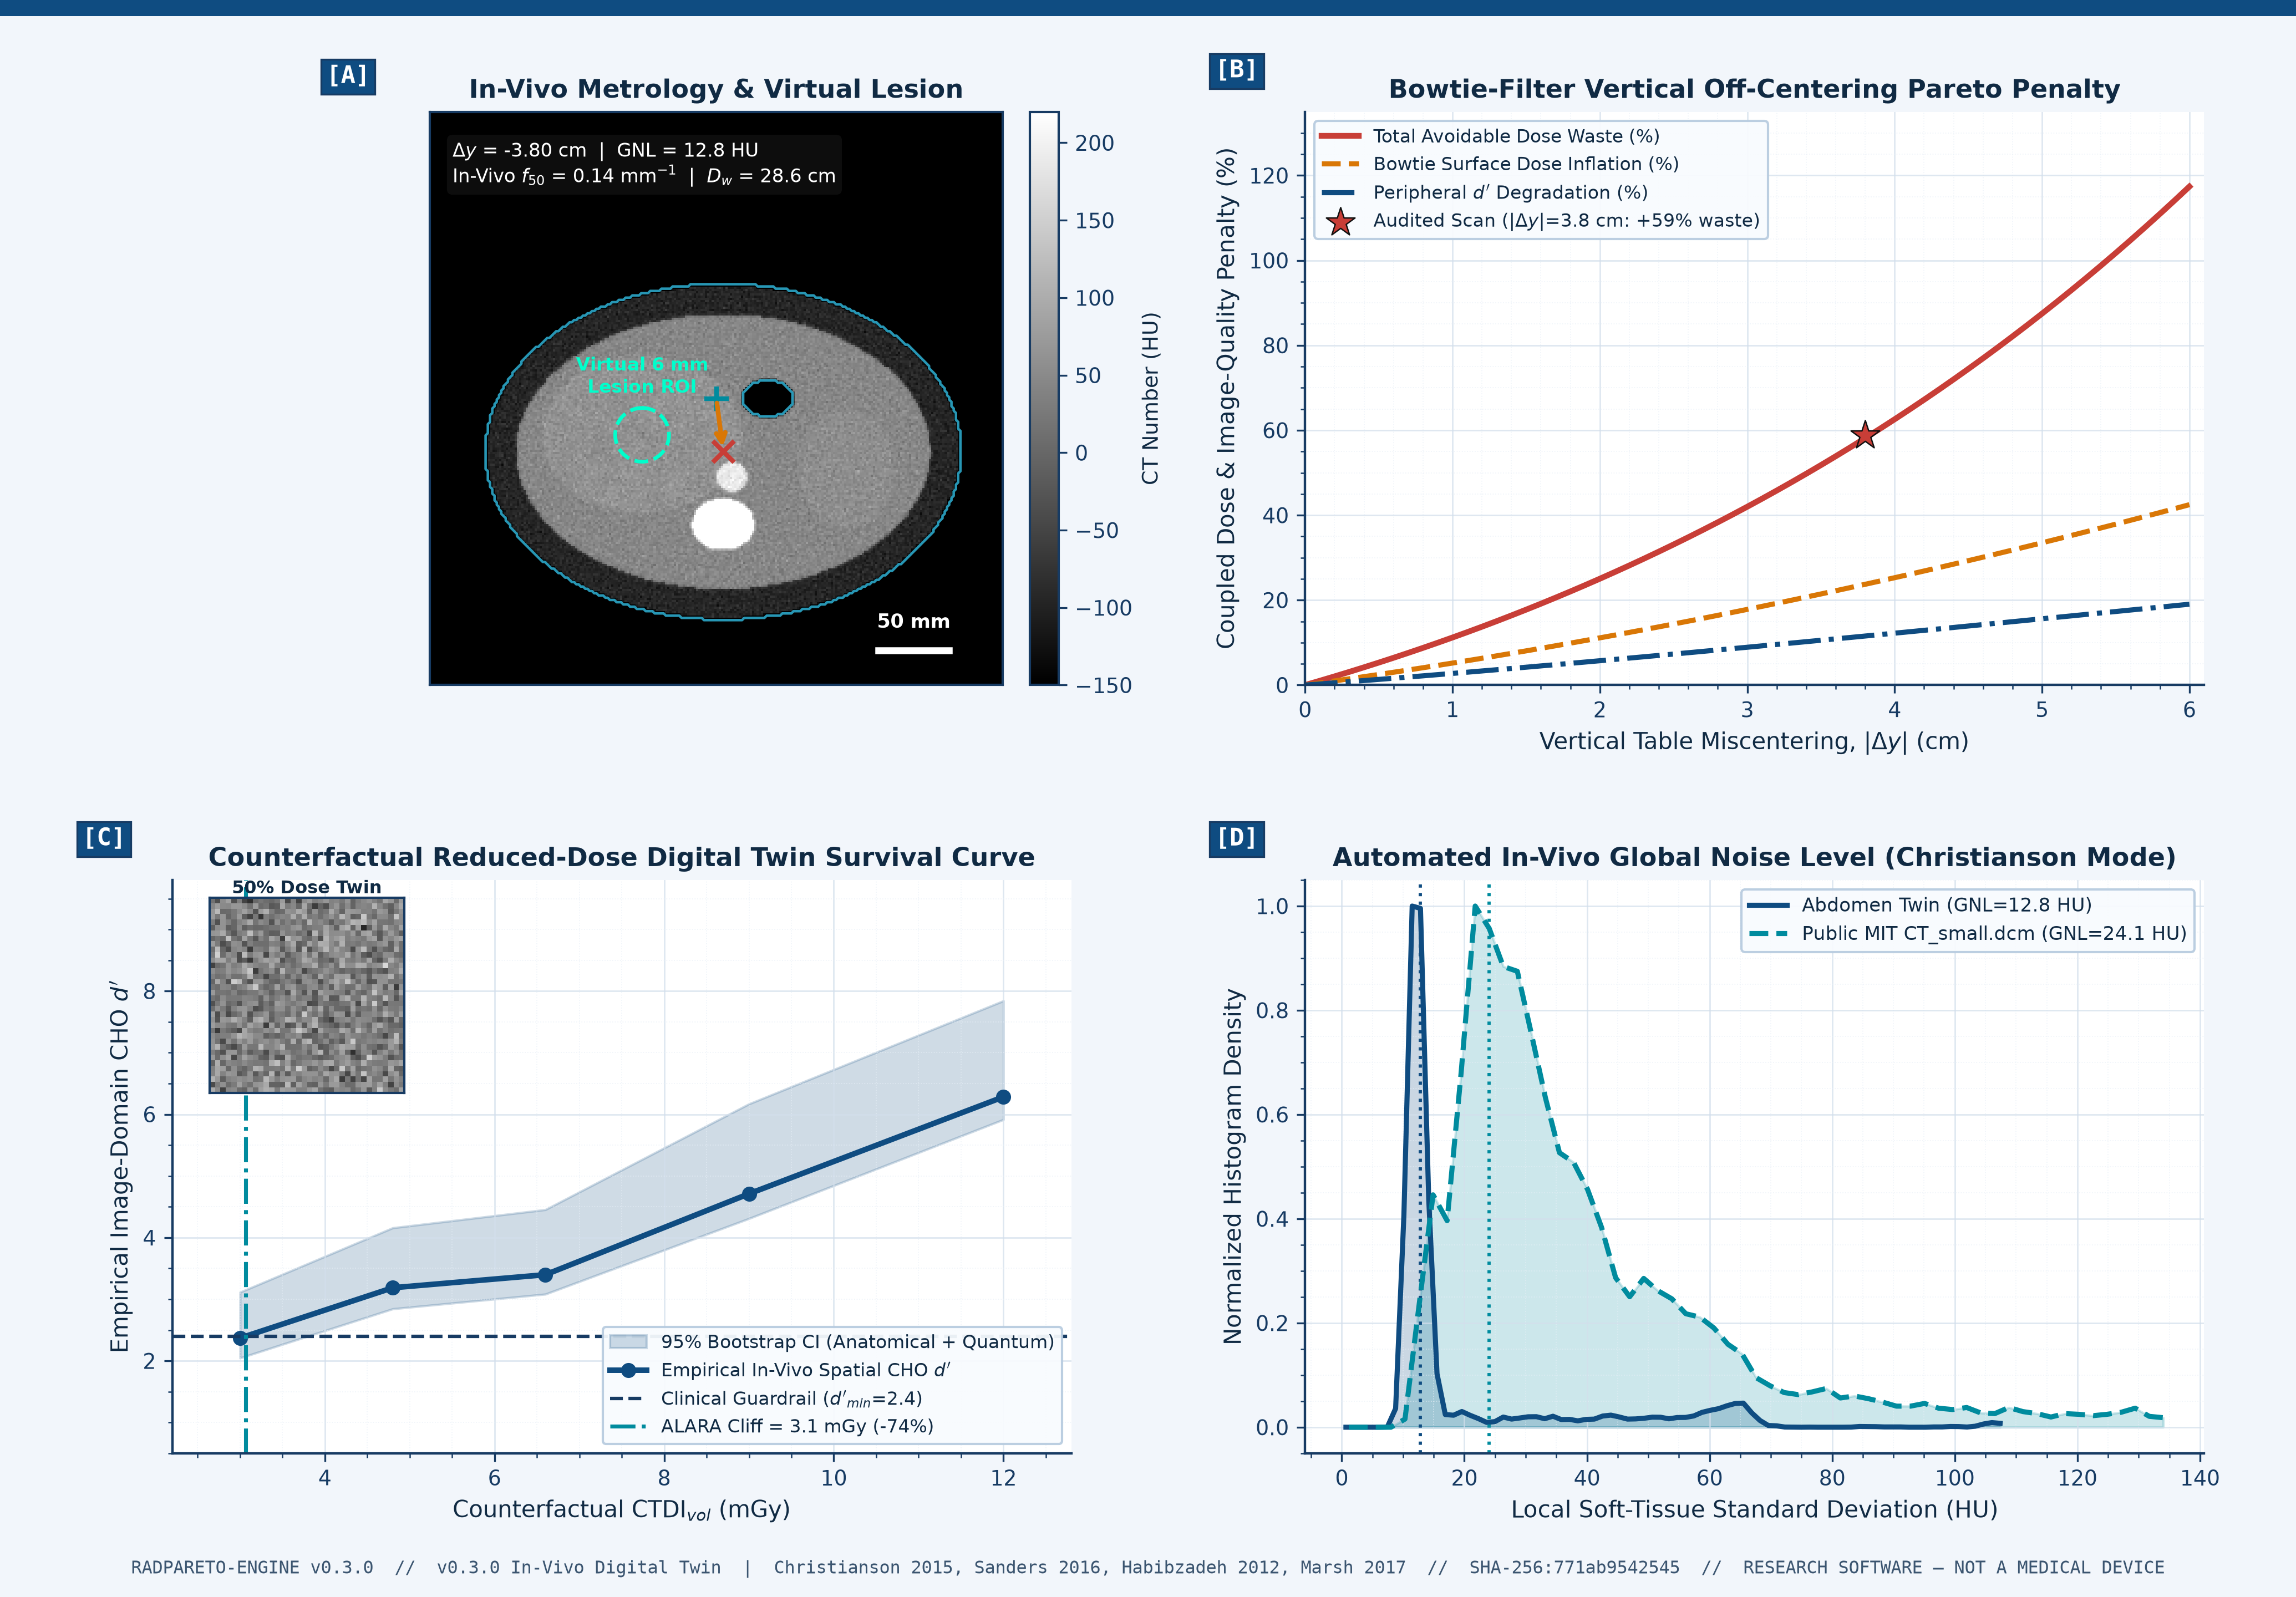 [A]
In-Vivo Metrology & Virtual Lesion
Δy = -3.80 cm | GNL = 12.8 HU
In-Vivo f₅₀ = 0.14 mm⁻¹ | D_w = 28.6 cm
Virtual 6 mm
Lesion ROI
50 mm
200
150
100
50
0
−50
−100
−150
CT Number (HU)
[B]
Bowtie-Filter Vertical Off-Centering Pareto Penalty
Total Avoidable Dose Waste (%)
Bowtie Surface Dose Inflation (%)
Peripheral d′ Degradation (%)
Audited Scan (|Δy|=3.8 cm: +59% waste)
Coupled Dose & Image-Quality Penalty (%)
120
100
80
60
40
20
0
0 1 2 3 4 5 6
Vertical Table Miscentering, |Δy| (cm)
[C]
Counterfactual Reduced-Dose Digital Twin Survival Curve
50% Dose Twin
Empirical Image-Domain CHO d′
8
6
4
2
95% Bootstrap CI (Anatomical + Quantum)
Empirical In-Vivo Spatial CHO d′
Clinical Guardrail (d′_min=2.4)
ALARA Cliff = 3.1 mGy (-74%)
4 6 8 10 12
Counterfactual CTDI_vol (mGy)
[D]
Automated In-Vivo Global Noise Level (Christianson Mode)
Abdomen Twin (GNL=12.8 HU)
Public MIT CT_small.dcm (GNL=24.1 HU)
Normalized Histogram Density
1.0
0.8
0.6
0.4
0.2
0.0
0 20 40 60 80 100 120 140
Local Soft-Tissue Standard Deviation (HU)
RADPARETO-ENGINE v0.3.0 // v0.3.0 In-Vivo Digital Twin | Christianson 2015, Sanders 2016, Habibzadeh 2012, Marsh 2017 // SHA-256:771ab9542545 // RESEARCH SOFTWARE — NOT A MEDICAL DEVICE